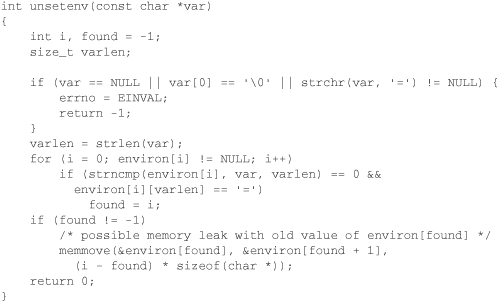 int unsetenv(const char *var)
{
    int i, found = -1;
    size_t varlen;

    if (var == NULL || var[0] == '\0' || strchr(var, '=') != NULL) {
        errno = EINVAL;
        return -1;
    }
    varlen = strlen(var);
    for (i = 0; environ[i] != NULL; i++)
        if (strncmp(environ[i], var, varlen) == 0 &&
          environ[i][varlen] == '=')
            found = i;
    if (found != -1)
        /* possible memory leak with old value of environ[found] */
        memmove(&environ[found], &environ[found + 1],
          (i - found) * sizeof(char *));
    return 0;
}